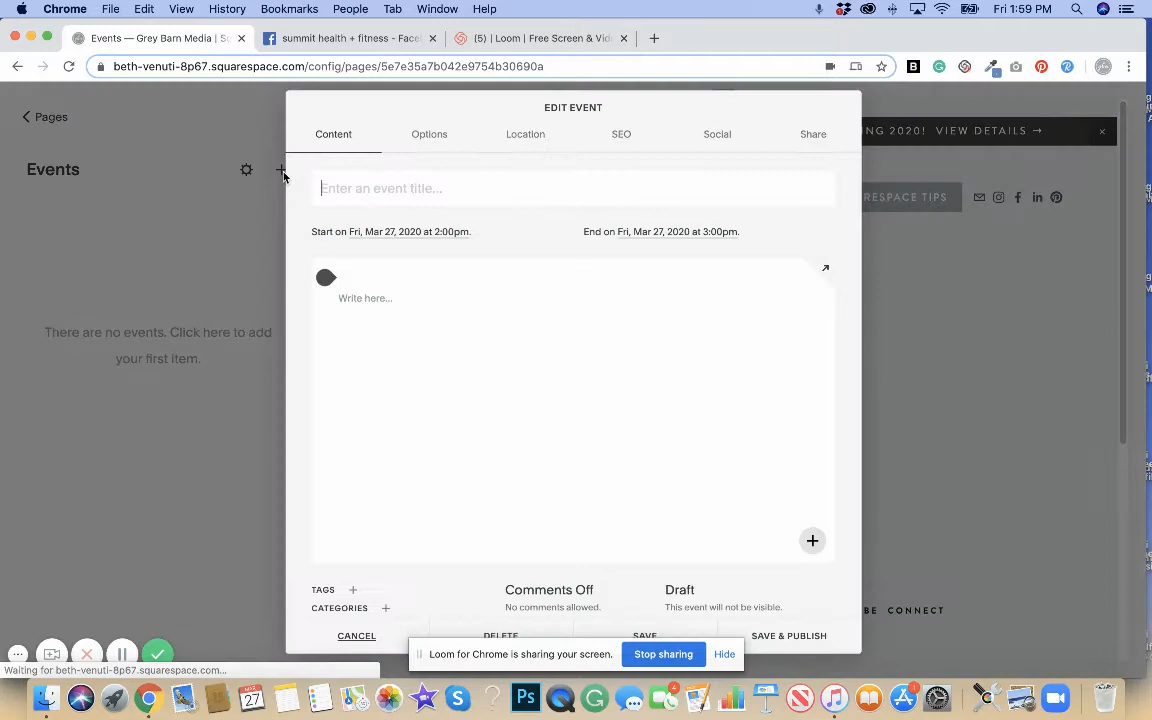 Chrome File Edit View History Bookmarks People Tab Window Help Fri 1:59 PM
Events — Grey Barn Media | S summit health + fitness - Face (5) | Loom | Free Screen & Vid
beth-venuti-8p67.squarespace.com/config/pages/5e7e35a7b042e9754b30690a
EDIT EVENT
Pages
Content Options Location SEO Social Share
NG 2020! VIEW DETAILS →
Events
Enter an event title...
ESPACE TIPS
Start on Fri, Mar 27, 2020 at 2:00pm. End on Fri, Mar 27, 2020 at 3:00pm.
Write here...
There are no events. Click here to add
your first item.
TAGS + Comments Off Draft
CATEGORIES + No comments allowed. This event will not be visible.
BE CONNECT
CANCEL DELETE SAVE SAVE & PUBLISH
Loom for Chrome is sharing your screen. Stop sharing Hide
Waiting for beth-venuti-8p67.squarespace.com...
MAR
27
Ps